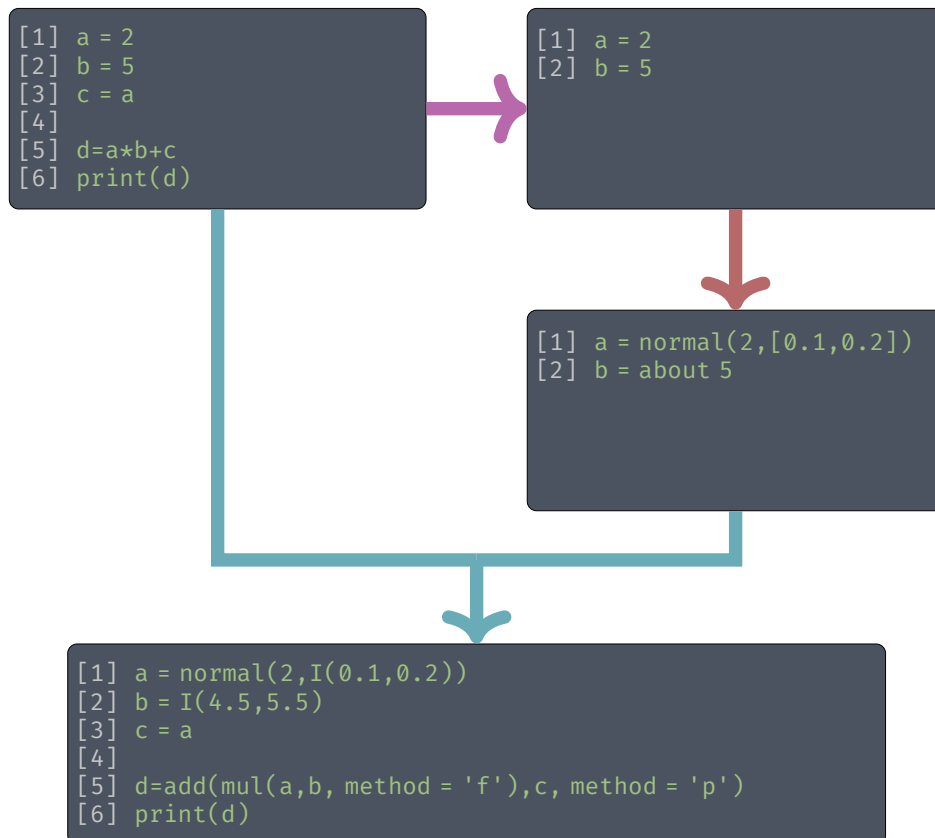 [1] a = 2
[2] b = 5
[3] c = a
[4]
[5] d=a*b+c
[6] print(d)
[1] a = 2
[2] b = 5
[1] a = normal(2,[0.1,0.2])
[2] b = about 5
[1] a = normal(2,I(0.1,0.2))
[2] b = I(4.5,5.5)
[3] c = a
[4]
[5] d=add(mul(a,b, method = 'f'),c, method = 'p')
[6] print(d)